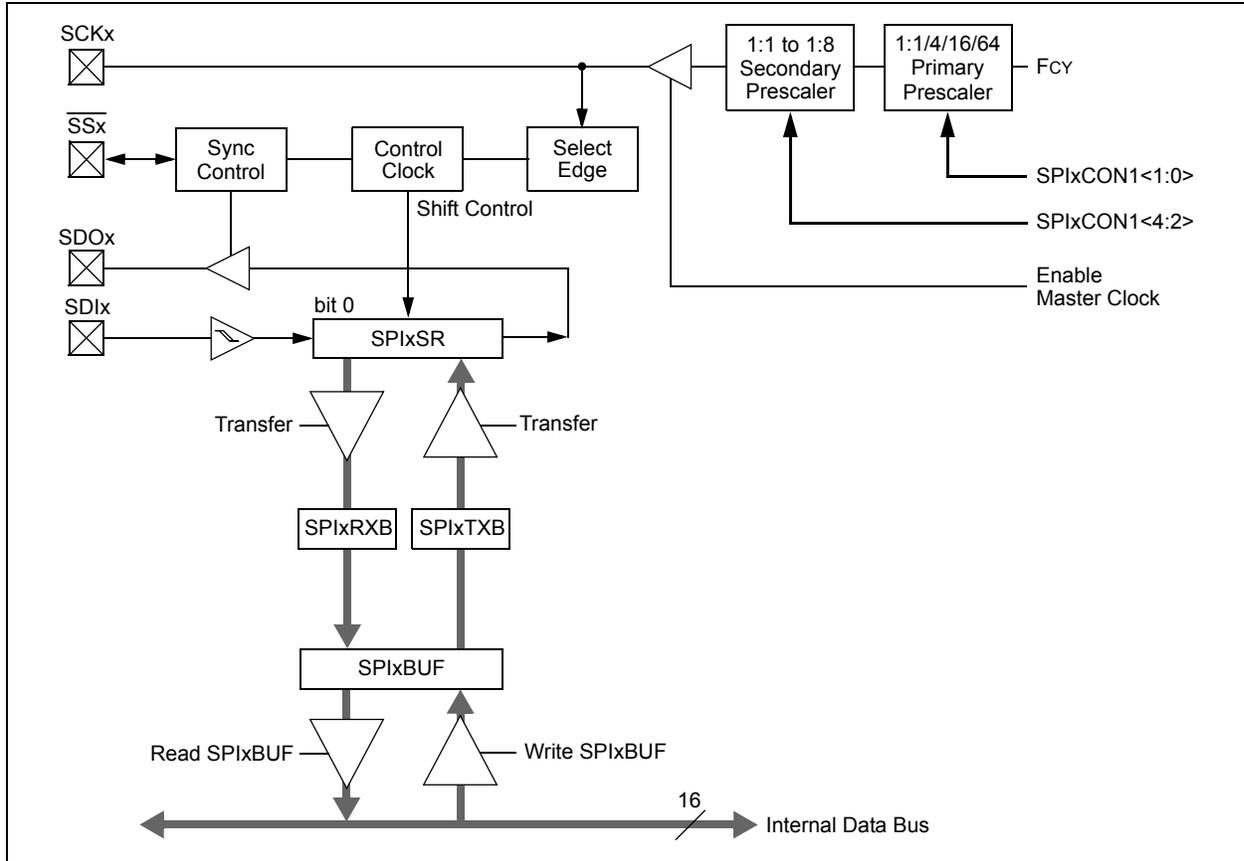 SCKx
1:1 to 1:8
Secondary
Prescaler
1:1/4/16/64
Primary
Prescaler
FCY
SSx
Sync
Control
Control
Clock
Select
Edge
SPIxCON1<1:0>
Shift Control
SPIxCON1<4:2>
SDOx
Enable
Master Clock
SDIx
bit 0
SPIxSR
Transfer
Transfer
SPIxRXB
SPIxTXB
SPIxBUF
Read SPIxBUF
Write SPIxBUF
16
Internal Data Bus